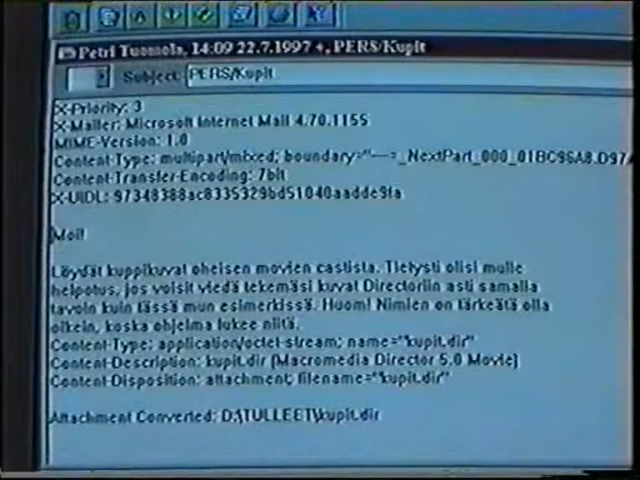 Petri Tuomola, 14:09 22.7.1997 +, PERS/Kupit
Subject: PERS/Kupit
X-Priority: 3
X-Mailer: Microsoft Internet Mail 4.70.1155
MIME-Version: 1.0
Content-Type: multipart/mixed; boundary="----=_NextPart_000_01BC96A8.D97A
Content-Transfer-Encoding: 7bit
X-UIDL: 97348388ac8335329bd51040aaddc9fa
Moi!
Löydät kuppikuvat oheisen movien castista. Tietysti olisi mulle
helpotus, jos voisit viedä tekemäsi kuvat Directoriin asti samalla
tavoin kuin tässä mun esimerkissä. Huom! Nimien on tärkeätä olla
oikein, koska ohjelma lukee niitä.
Content-Type: application/octet-stream; name="kupit.dir"
Content-Description: kupit.dir (Macromedia Director 5.0 Movie)
Content-Disposition: attachment; filename="kupit.dir"
Attachment Converted: D:\TULLEET\kupit.dir